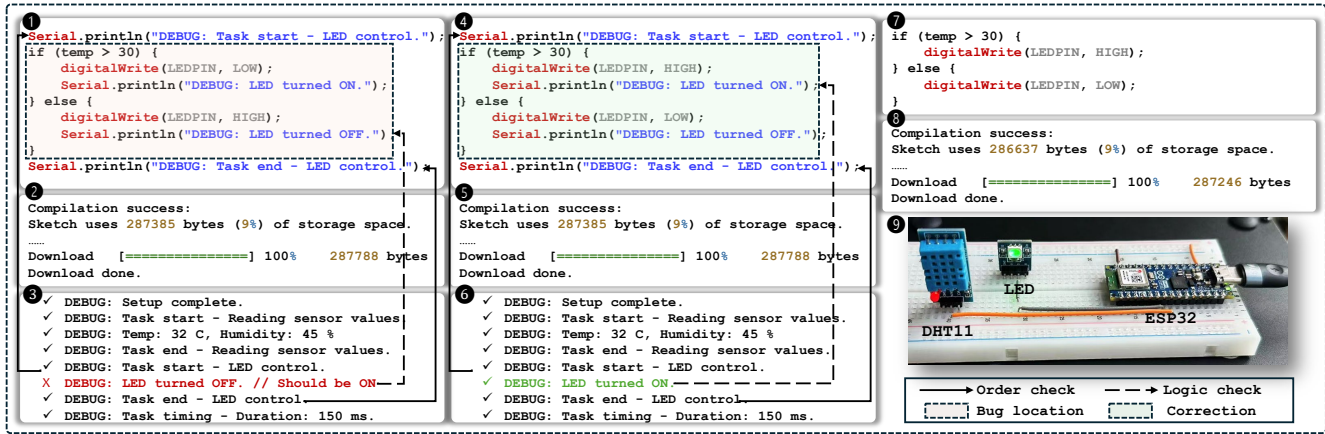 1
Serial.println("DEBUG: Task start - LED control.");
if (temp > 30) {
digitalWrite(LEDPIN, LOW);
Serial.println("DEBUG: LED turned ON.");
} else {
digitalWrite(LEDPIN, HIGH);
Serial.println("DEBUG: LED turned OFF.")
}
Serial.println("DEBUG: Task end - LED control.");
2
Compilation success:
Sketch uses 287385 bytes (9%) of storage space.
……
Download [===============] 100% 287788 bytes
Download done.
3
✓ DEBUG: Setup complete.
✓ DEBUG: Task start - Reading sensor values
✓ DEBUG: Temp: 32 C, Humidity: 45 %
✓ DEBUG: Task end - Reading sensor values.
✓ DEBUG: Task start - LED control.
X DEBUG: LED turned OFF. // Should be ON
✓ DEBUG: Task end - LED control.
✓ DEBUG: Task timing - Duration: 150 ms.
4
Serial.println("DEBUG: Task start - LED control.");
if (temp > 30) {
digitalWrite(LEDPIN, HIGH);
Serial.println("DEBUG: LED turned ON.");
} else {
digitalWrite(LEDPIN, LOW);
Serial.println("DEBUG: LED turned OFF.");
}
Serial.println("DEBUG: Task end - LED control.");
5
Compilation success:
Sketch uses 287385 bytes (9%) of storage space.
……
Download [===============] 100% 287788 bytes
Download done.
6
✓ DEBUG: Setup complete.
✓ DEBUG: Task start - Reading sensor values.
✓ DEBUG: Temp: 32 C, Humidity: 45 %
✓ DEBUG: Task end - Reading sensor values.
✓ DEBUG: Task start - LED control.
✓ DEBUG: LED turned ON.
✓ DEBUG: Task end - LED control.
✓ DEBUG: Task timing - Duration: 150 ms.
7
if (temp > 30) {
digitalWrite(LEDPIN, HIGH);
} else {
digitalWrite(LEDPIN, LOW);
}
8
Compilation success:
Sketch uses 286637 bytes (9%) of storage space.
……
Download [===============] 100% 287246 bytes
Download done.
9
LED
DHT11
ESP32
Order check
Logic check
Bug location
Correction